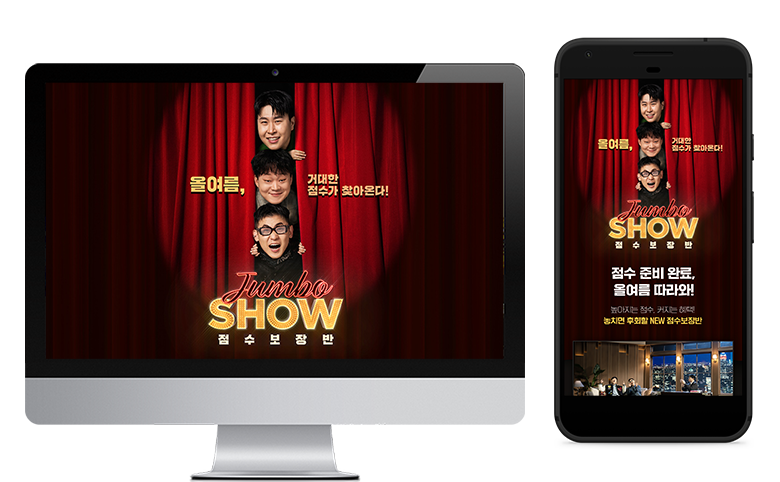 올여름,
거대한
점수가 찾아온다!
Jumbo
SHOW
점수보장반
올여름,
거대한
점수가 찾아온다!
Jumbo
SHOW
점수보장반
점수 준비 완료,
올여름 따라와!
높아지는 점수, 커지는 혜택!
놓치면 후회할 NEW 점수보장반